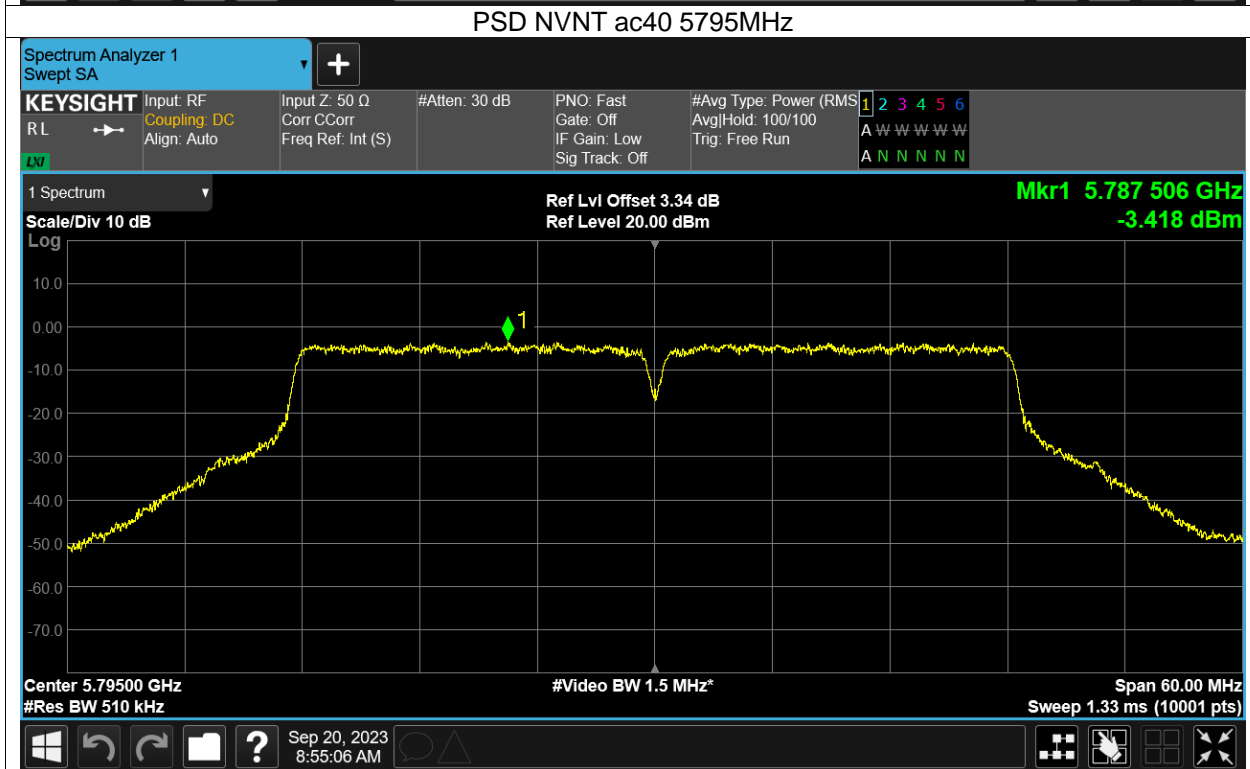 PSD NVNT ac40 5795MHz
Spectrum Analyzer 1
Swept SA
KEYSIGHT
RL
LXI
Input: RF
Coupling: DC
Align: Auto
Input Z: 50 Ω
Corr CCorr
Freq Ref: Int (S)
#Atten: 30 dB
PNO: Fast
Gate: Off
IF Gain: Low
Sig Track: Off
#Avg Type: Power (RMS
Avg|Hold: 100/100
Trig: Free Run
1 2 3 4 5 6
A W W W W W
A N N N N N
1 Spectrum
Scale/Div 10 dB
Log
Ref Lvl Offset 3.34 dB
Ref Level 20.00 dBm
Mkr1 5.787 506 GHz
-3.418 dBm
10.0
0.00
-10.0
-20.0
-30.0
-40.0
-50.0
-60.0
-70.0
1
Center 5.79500 GHz
#Res BW 510 kHz
#Video BW 1.5 MHz*
Span 60.00 MHz
Sweep 1.33 ms (10001 pts)
?
Sep 20, 2023
8:55:06 AM